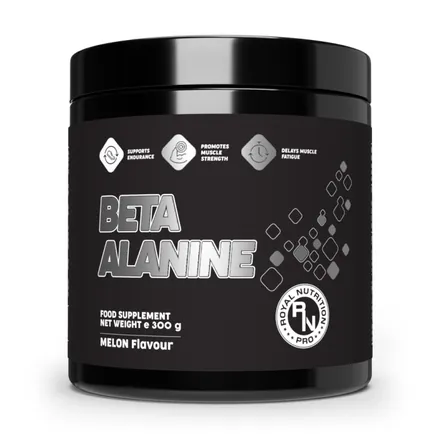 SUPPORTS
ENDURANCE
PROMOTES
MUSCLE
STRENGTH
DELAYS MUSCLE
FATIGUE
BETA
ALANINE
FOOD SUPPLEMENT
NET WEIGHT e 300 g
MELON Flavour
ROYAL NUTRITION
RN
PRO